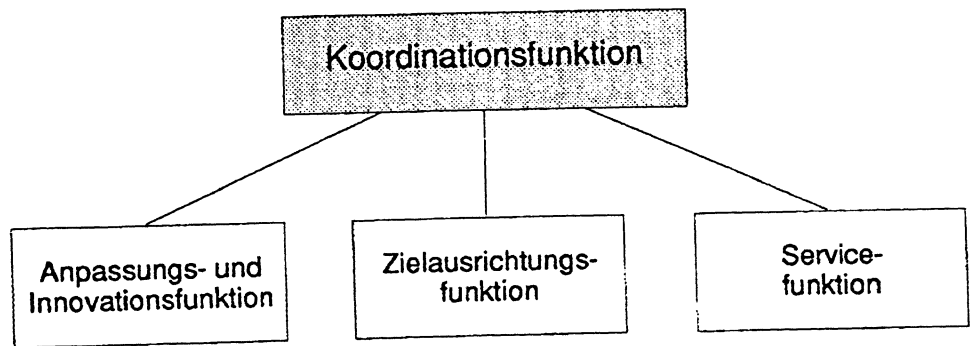 Koordinationsfunktion
Anpassungs- und
Innovationsfunktion
Zielausrichtungs-
funktion
Service-
funktion